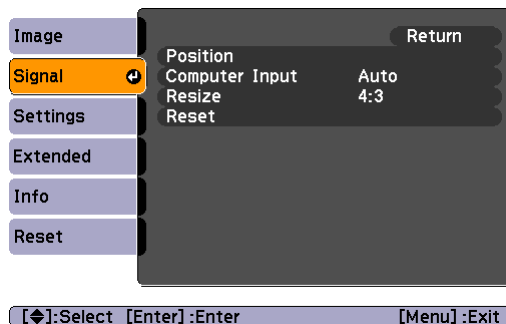 Image
Signal
Settings
Extended
Info
Reset
Return
Position
Computer Input Auto
Resize 4:3
Reset
[◆]:Select [Enter]:Enter [Menu]:Exit